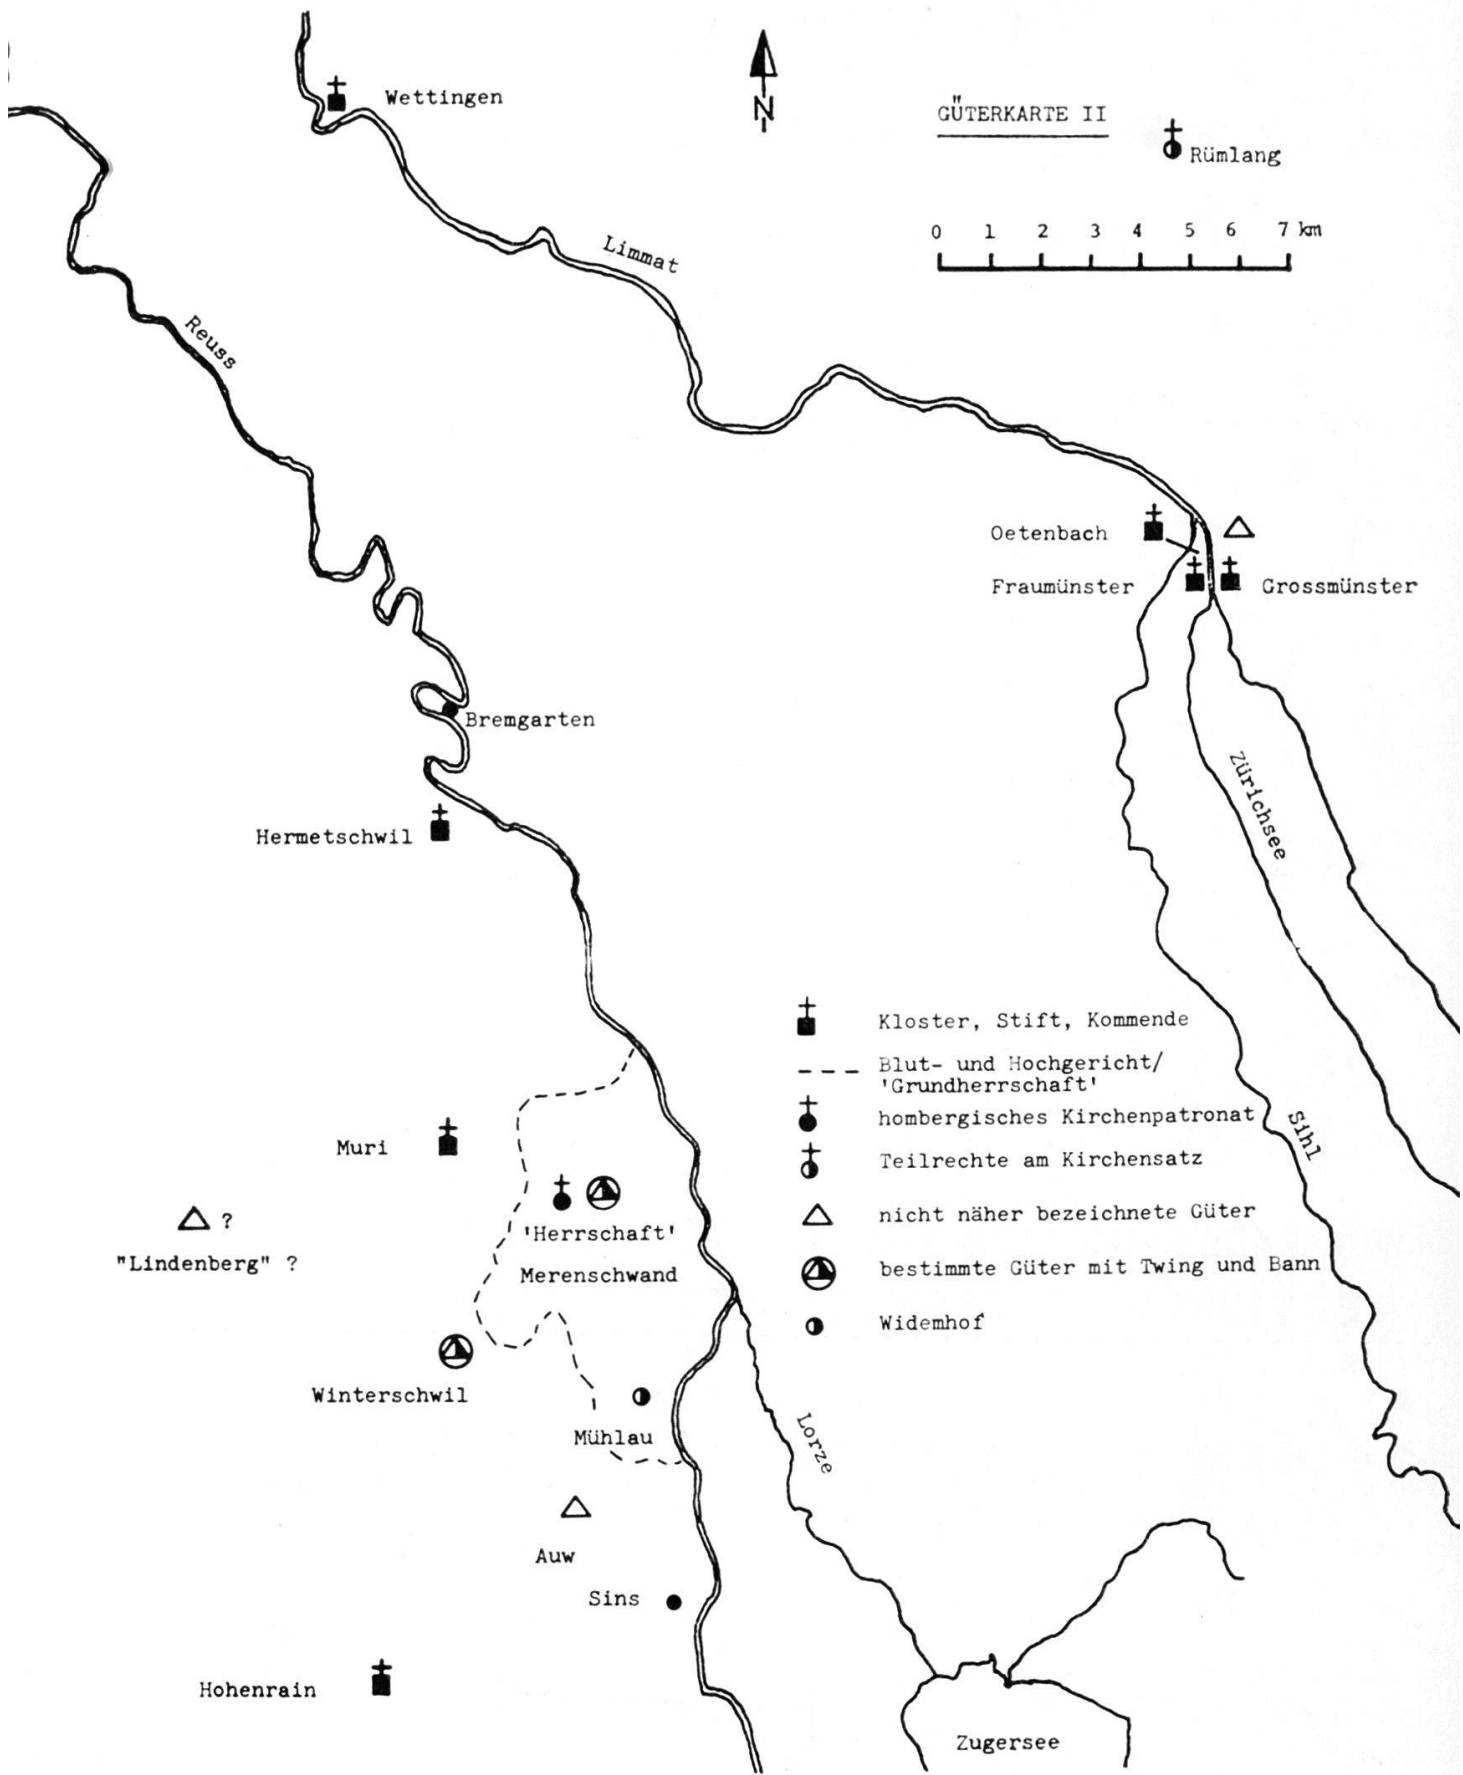 Wettingen
N
GÜTERKARTE II
Rümlang
0 1 2 3 4 5 6 7 km
Limmat
Reuss
Oetenbach
Fraumünster
Grossmünster
Bremgarten
Zürichsee
Hermetschwil
Kloster, Stift, Kommende
Blut- und Hochgericht/
'Grundherrschaft'
hombergisches Kirchenpatronat
Sihl
Muri
Teilrechte am Kirchensatz
?
nicht näher bezeichnete Güter
'Herrschaft'
"Lindenberg" ?
Merenschwand
bestimmte Güter mit Twing und Bann
Widemhof
Winterschwil
Mühlau
Lorze
Auw
Sins
Hohenrain
Zugersee